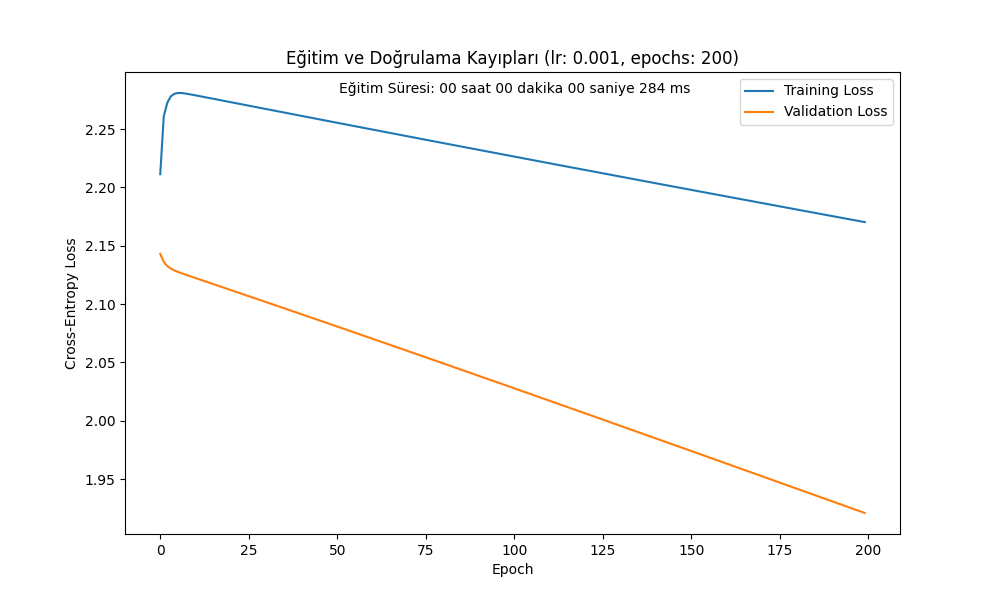 Eğitim ve Doğrulama Kayıpları (lr: 0.001, epochs: 200)
Eğitim Süresi: 00 saat 00 dakika 00 saniye 284 ms
Training Loss
Validation Loss
Cross-Entropy Loss
2.25
2.20
2.15
2.10
2.05
2.00
1.95
0 25 50 75 100 125 150 175 200
Epoch